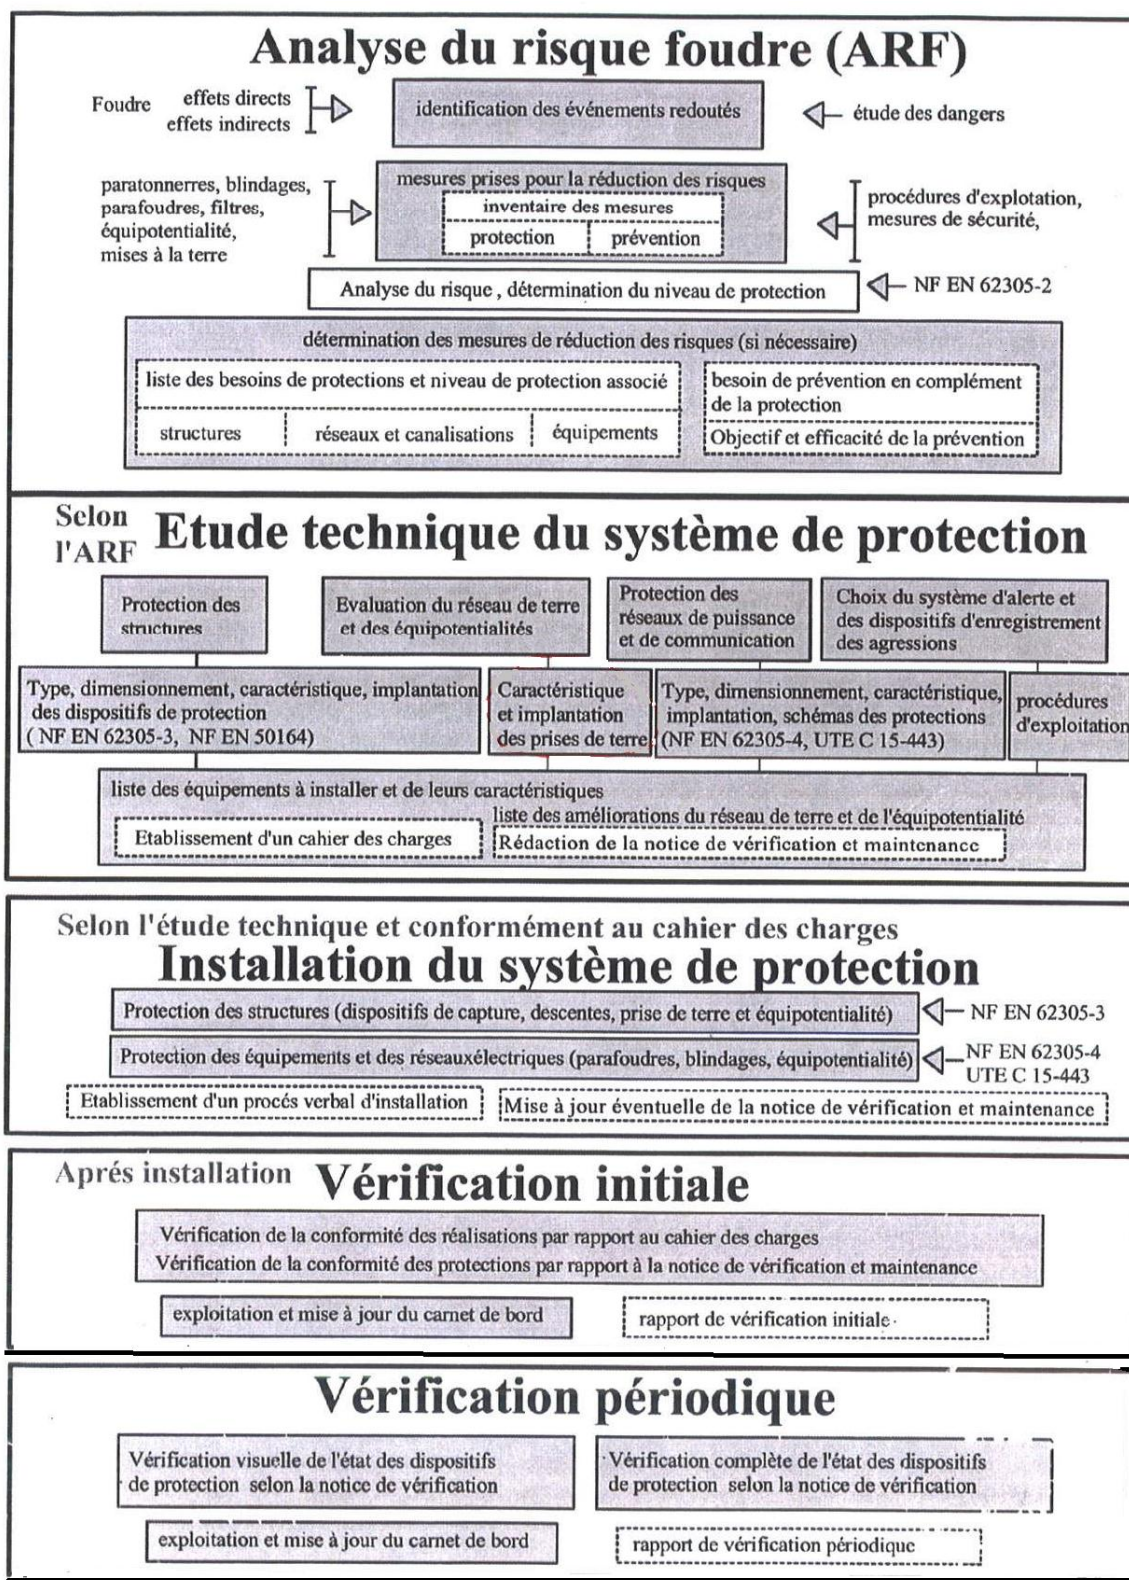 Analyse du risque foudre (ARF)
Foudre
effets directs
effets indirects
identification des événements redoutés
étude des dangers
paratonnerres, blindages,
parafoudres, filtres,
équipotentialité,
mises à la terre
mesures prises pour la réduction des risques
inventaire des mesures
protection
prévention
procédures d'explotation,
mesures de sécurité,
Analyse du risque , détermination du niveau de protection
NF EN 62305-2
détermination des mesures de réduction des risques (si nécessaire)
liste des besoins de protections et niveau de protection associé
structures
réseaux et canalisations
équipements
besoin de prévention en complément
de la protection
Objectif et efficacité de la prévention
Selon
l'ARF
Etude technique du système de protection
Protection des
structures
Evaluation du réseau de terre
et des équipotentialités
Protection des
réseaux de puissance
et de communication
Choix du système d'alerte et
des dispositifs d'enregistrement
des agressions
Type, dimensionnement, caractéristique, implantation
des dispositifs de protection
( NF EN 62305-3, NF EN 50164)
Caractéristique
et implantation
des prises de terre
Type, dimensionnement, caractéristique,
implantation, schémas des protections
(NF EN 62305-4, UTE C 15-443)
procédures
d'exploitation
liste des équipements à installer et de leurs caractéristiques
liste des améliorations du réseau de terre et de l'équipotentialité
Etablissement d'un cahier des charges
Rédaction de la notice de vérification et maintenance
Selon l'étude technique et conformément au cahier des charges
Installation du système de protection
Protection des structures (dispositifs de capture, descentes, prise de terre et équipotentialité)
NF EN 62305-3
Protection des équipements et des réseauxélectriques (parafoudres, blindages, équipotentialité)
NF EN 62305-4
UTE C 15-443
Etablissement d'un procés verbal d'installation
Mise à jour éventuelle de la notice de vérification et maintenance
Aprés installation
Vérification initiale
Vérification de la conformité des réalisations par rapport au cahier des charges
Vérification de la conformité des protections par rapport à la notice de vérification et maintenance
exploitation et mise à jour du carnet de bord
rapport de vérification initiale
Vérification périodique
Vérification visuelle de l'état des dispositifs
de protection selon la notice de vérification
Vérification complète de l'état des dispositifs
de protection selon la notice de vérification
exploitation et mise à jour du carnet de bord
rapport de vérification périodique